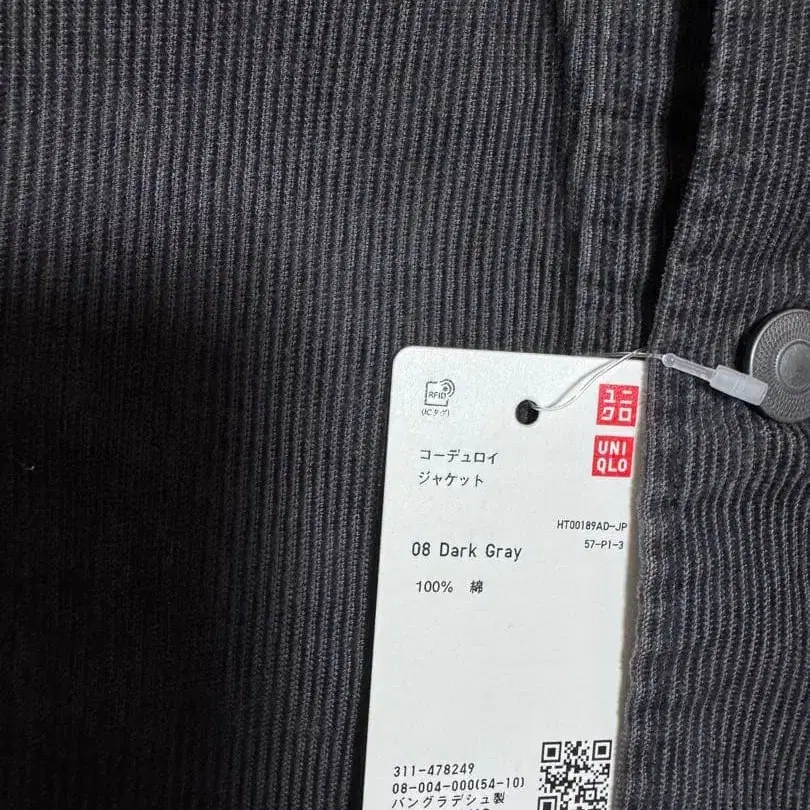 RFID
(ICタグ)
ユニ
クロ
UNI
QLO
コーデュロイ
ジャケット
HT00189AD-JP
57-P1-3
08 Dark Gray
100% 綿
311-478249
08-004-000(54-10)
バングラデシュ製